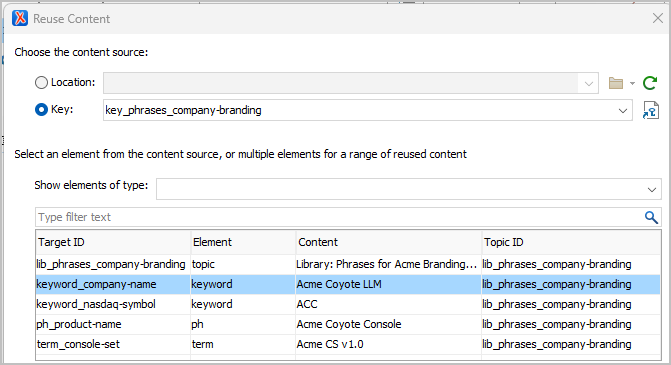 Reuse Content
Choose the content source:
Location:
Key: key_phrases_company-branding
Select an element from the content source, or multiple elements for a range of reused content
Show elements of type:
Type filter text
Target ID Element Content Topic ID
lib_phrases_company-branding topic Library: Phrases for Acme Branding... lib_phrases_company-branding
keyword_company-name keyword Acme Coyote LLM lib_phrases_company-branding
keyword_nasdaq-symbol keyword ACC lib_phrases_company-branding
ph_product-name ph Acme Coyote Console lib_phrases_company-branding
term_console-set term Acme CS v1.0 lib_phrases_company-branding